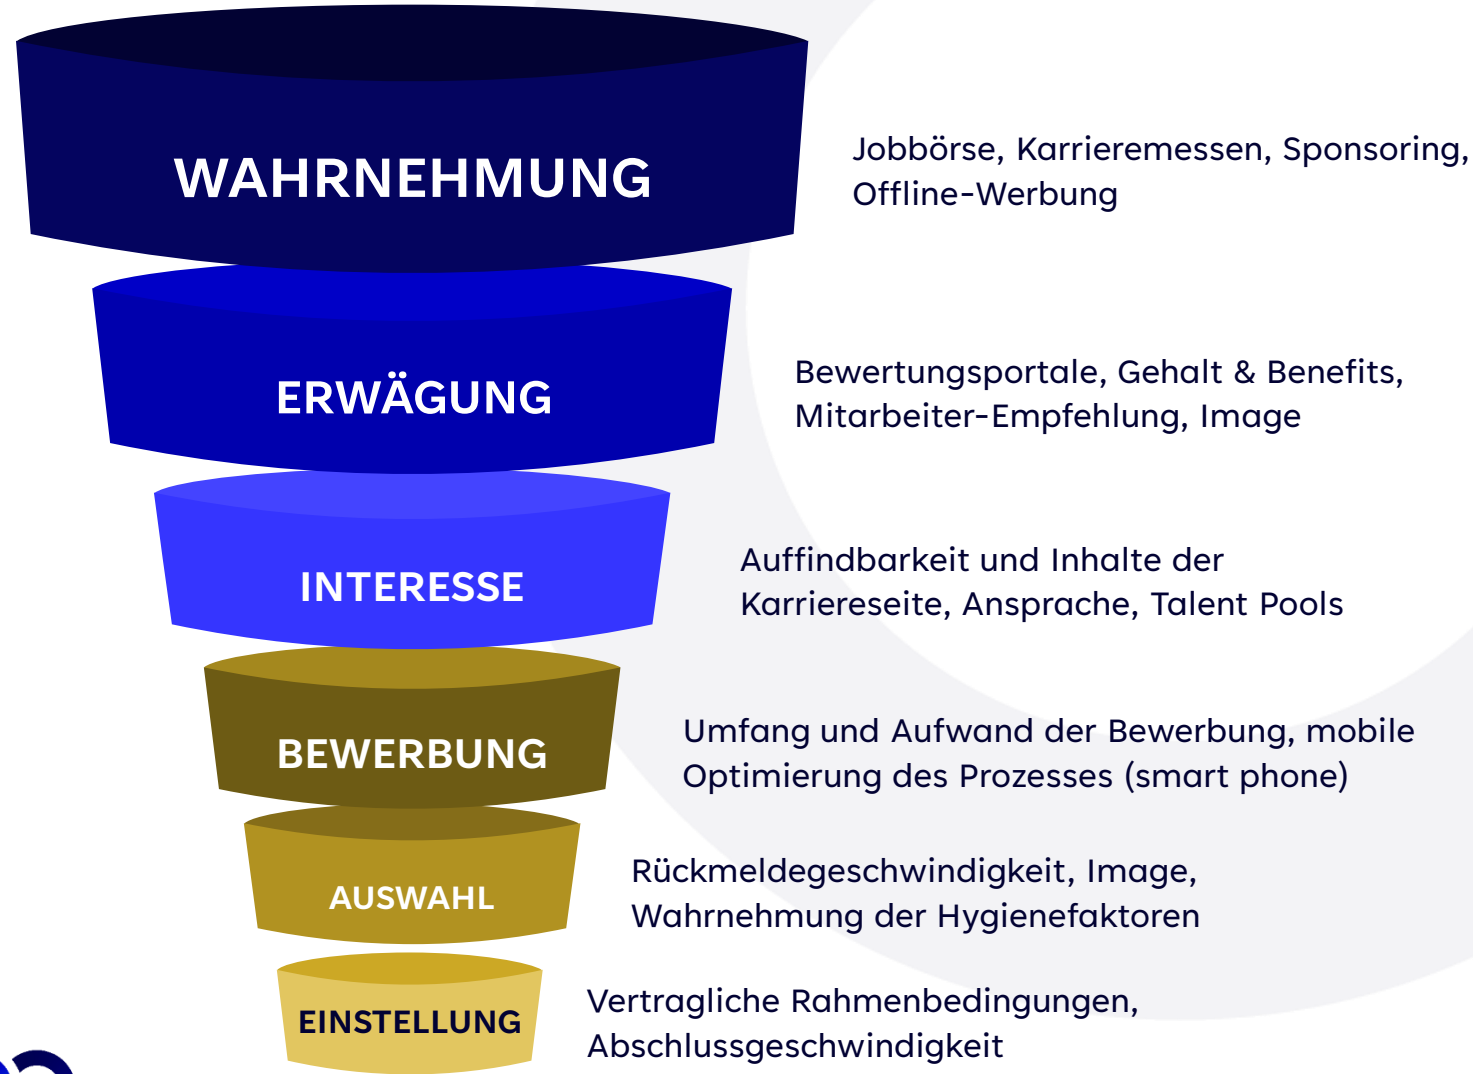 WAHRNEHMUNG
Jobbörse, Karrieremessen, Sponsoring,
Offline-Werbung
ERWÄGUNG
Bewertungsportale, Gehalt & Benefits,
Mitarbeiter-Empfehlung, Image
INTERESSE
Auffindbarkeit und Inhalte der
Karriereseite, Ansprache, Talent Pools
BEWERBUNG
Umfang und Aufwand der Bewerbung, mobile
Optimierung des Prozesses (smart phone)
AUSWAHL
Rückmeldegeschwindigkeit, Image,
Wahrnehmung der Hygienefaktoren
EINSTELLUNG
Vertragliche Rahmenbedingungen,
Abschlussgeschwindigkeit